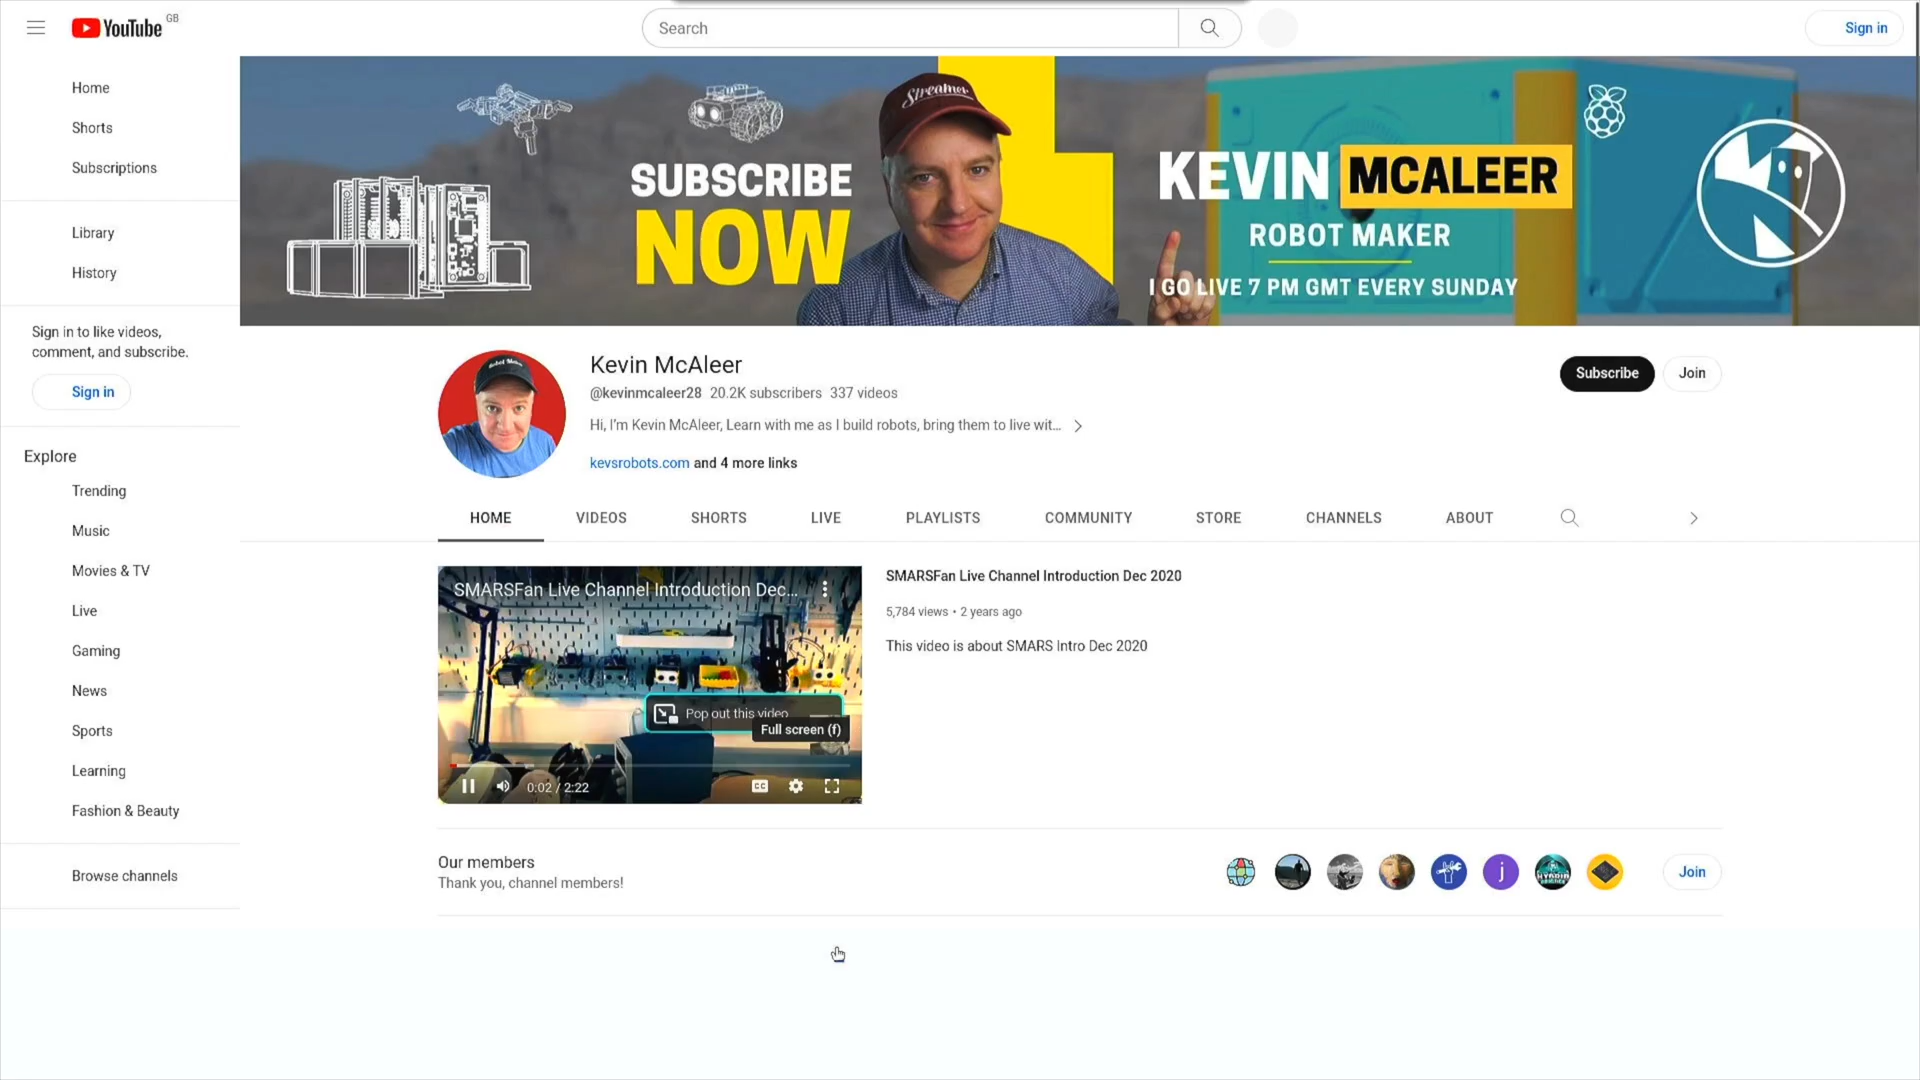 YouTube GB
Search
Sign in
Home
Shorts
Subscriptions
Library
History
Sign in to like videos,
comment, and subscribe.
Sign in
Explore
Trending
Music
Movies & TV
Live
Gaming
News
Sports
Learning
Fashion & Beauty
Browse channels
SUBSCRIBE
NOW
Streamer
KEVIN MCALEER
ROBOT MAKER
I GO LIVE 7 PM GMT EVERY SUNDAY
Kevin McAleer
@kevinmcaleer28 20.2K subscribers 337 videos
Hi, I'm Kevin McAleer, Learn with me as I build robots, bring them to live wit...
kevsrobots.com and 4 more links
Subscribe
Join
HOME VIDEOS SHORTS LIVE PLAYLISTS COMMUNITY STORE CHANNELS ABOUT
SMARSFan Live Channel Introduction Dec...
Pop out this video
Full screen (f)
0:02 / 2:22
CC
SMARSFan Live Channel Introduction Dec 2020
5,784 views • 2 years ago
This video is about SMARS Intro Dec 2020
Our members
Thank you, channel members!
j
Join